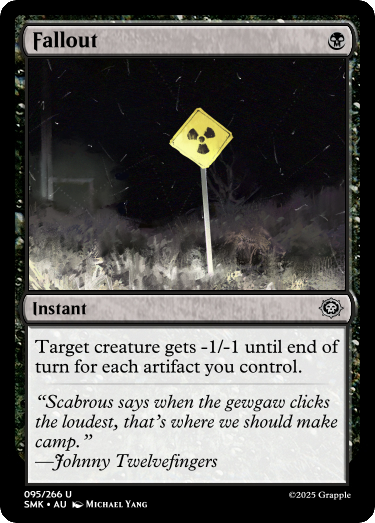 Fallout
Instant
Target creature gets -1/-1 until end of
turn for each artifact you control.
“Scabrous says when the gewgaw clicks
the loudest, that’s where we should make
camp.”
—Johnny Twelvefingers
095/266 U
SMK • AU Michael Yang
©2025 Grapple